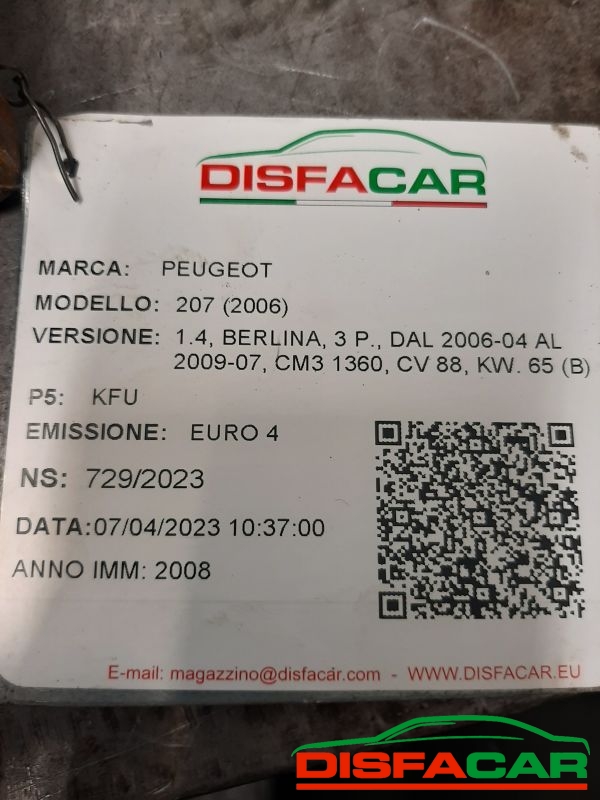 DISFACAR
MARCA: PEUGEOT
MODELLO: 207 (2006)
VERSIONE: 1.4, BERLINA, 3 P., DAL 2006-04 AL
2009-07, CM3 1360, CV 88, KW. 65 (B)
P5: KFU
EMISSIONE: EURO 4
NS: 729/2023
DATA:07/04/2023 10:37:00
ANNO IMM: 2008
E-mail: magazzino@disfacar.com - WWW.DISFACAR.EU
DISFACAR